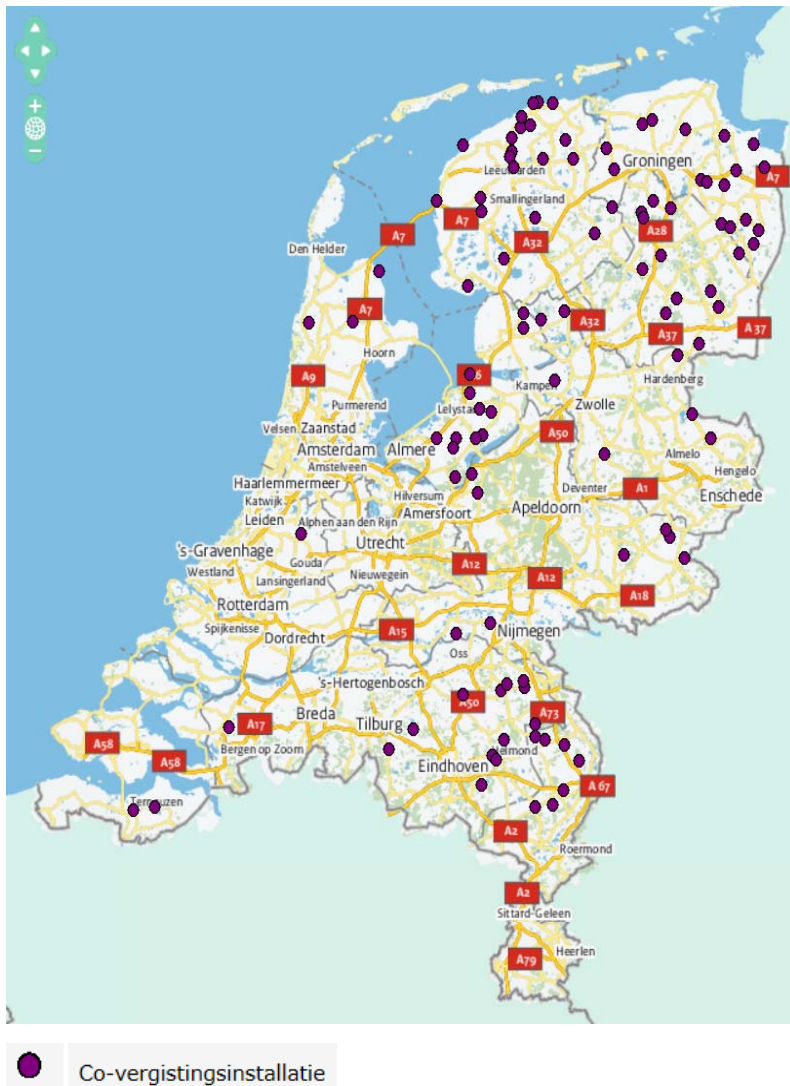 Groningen
Leeuwarden
A7
Smallingerland
A7
A7
A28
A32
Den Helder
A7
A32
A37
A 37
Hoorn
A6
A9
Kampen
Hardenberg
Purmerend
Lelystad
Zwolle
Velsen
Zaanstad
A50
Amsterdam
Almere
Almelo
Amstelveen
Hengelo
Haarlemmermeer
Deventer
A1
Enschede
Katwijk
Hilversum
Leiden
Amersfoort
Apeldoorn
Alphen aan den Rijn
's-Gravenhage
Utrecht
Gouda
A12
Westland
Lansingerland
Nieuwegein
A12
A18
Rotterdam
Spijkenisse
Dordrecht
A15
Nijmegen
Oss
's-Hertogenbosch
A50
Breda
A73
A17
Tilburg
A58
Bergen op Zoom
Helmond
A58
Eindhoven
A 67
Terneuzen
A2
Roermond
A2
Sittard-Geleen
Heerlen
A79
Co-vergistingsinstallatie